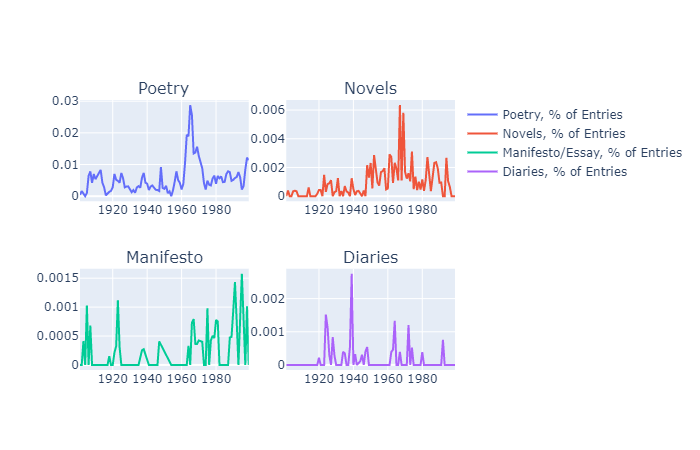 Poetry
Novels
0.03
0.02
0.01
0
1920 1940 1960 1980
0.006
0.004
0.002
0
1920 1940 1960 1980
Poetry, % of Entries
Novels, % of Entries
Manifesto/Essay, % of Entries
Diaries, % of Entries
Manifesto
Diaries
0.0015
0.001
0.0005
0
1920 1940 1960 1980
0.002
0.001
0
1920 1940 1960 1980